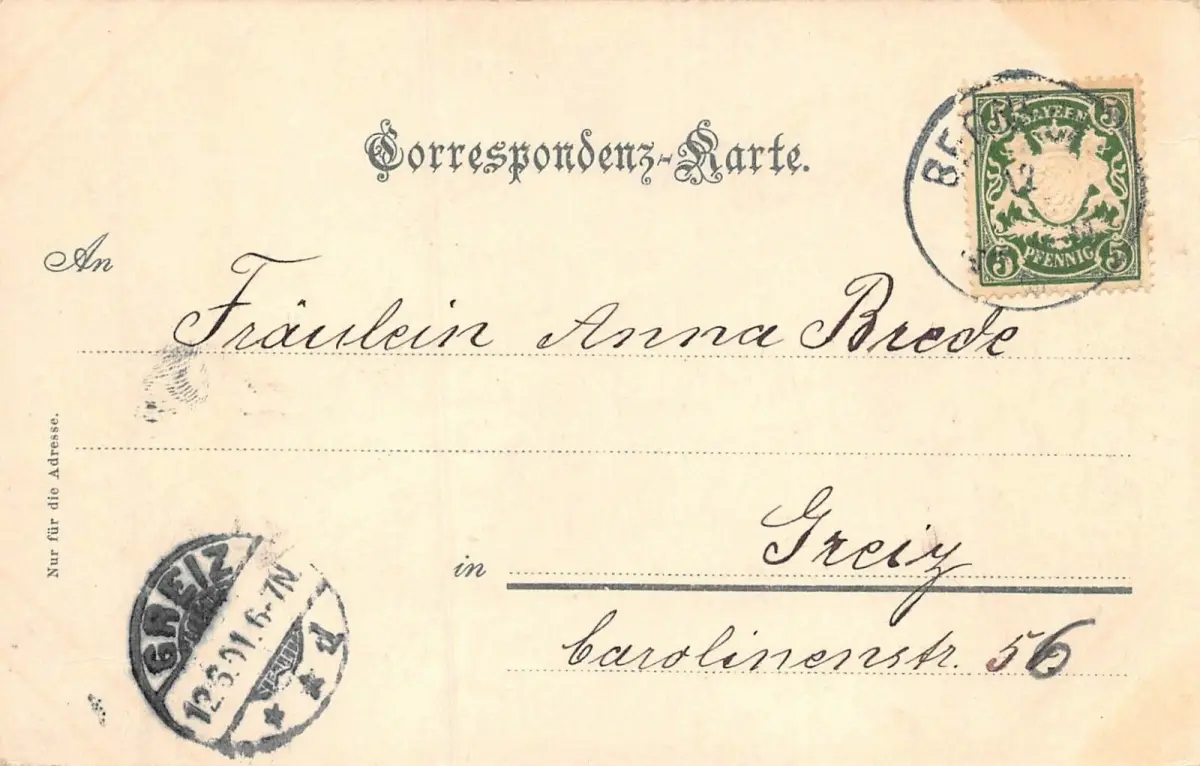 Correspondenz-Karte.
5 5
BAYERN
12
5 PFENNIG 5
An
Fräulein Anna Brede
Nur für die Adresse.
in Greiz
Carolinenstr. 56
GREIZ
12.6.01. 6-7N
* * d